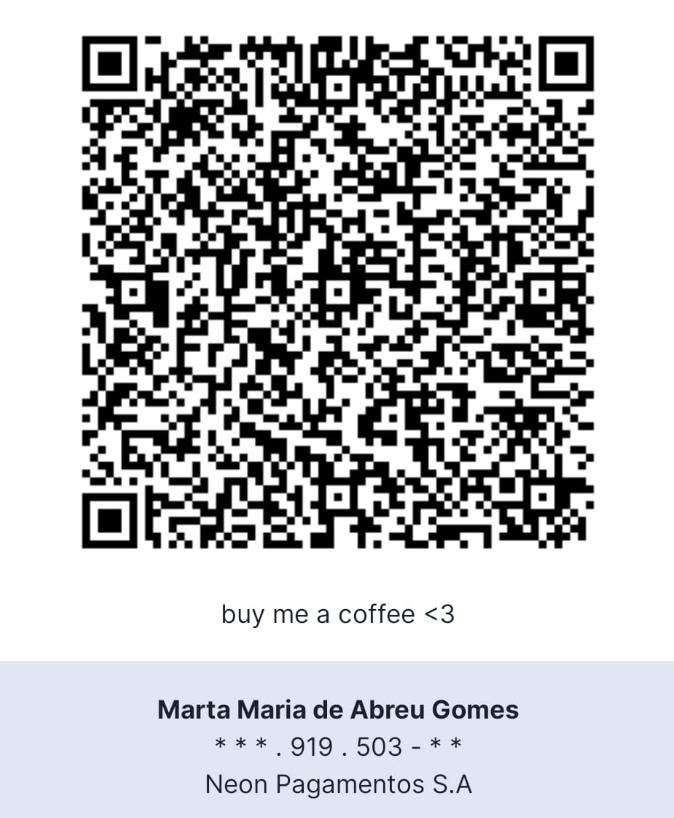 buy me a coffee <3
Marta Maria de Abreu Gomes
* * * . 919 . 503 - * *
Neon Pagamentos S.A